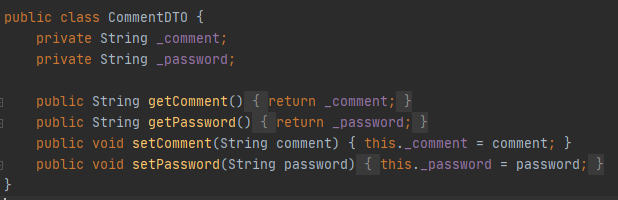 public class CommentDTO {
private String _comment;
private String _password;
public String getComment() { return _comment; }
public String getPassword() { return _password; }
public void setComment(String comment) { this._comment = comment; }
public void setPassword(String password) { this._password = password; }
}